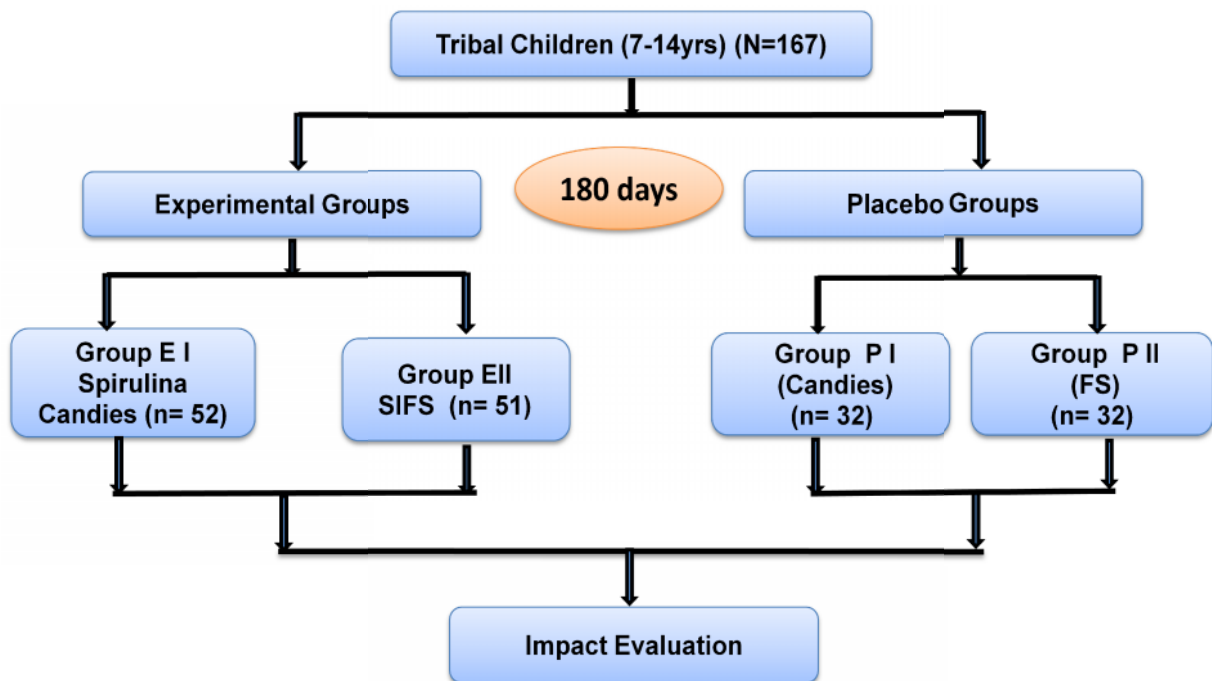 Tribal Children (7-14yrs) (N=167)
180 days
Experimental Groups
Placebo Groups
Group E I
Spirulina
Candies (n= 52)
Group EII
SIFS (n= 51)
Group P I
(Candies)
(n= 32)
Group P II
(FS)
(n= 32)
Impact Evaluation